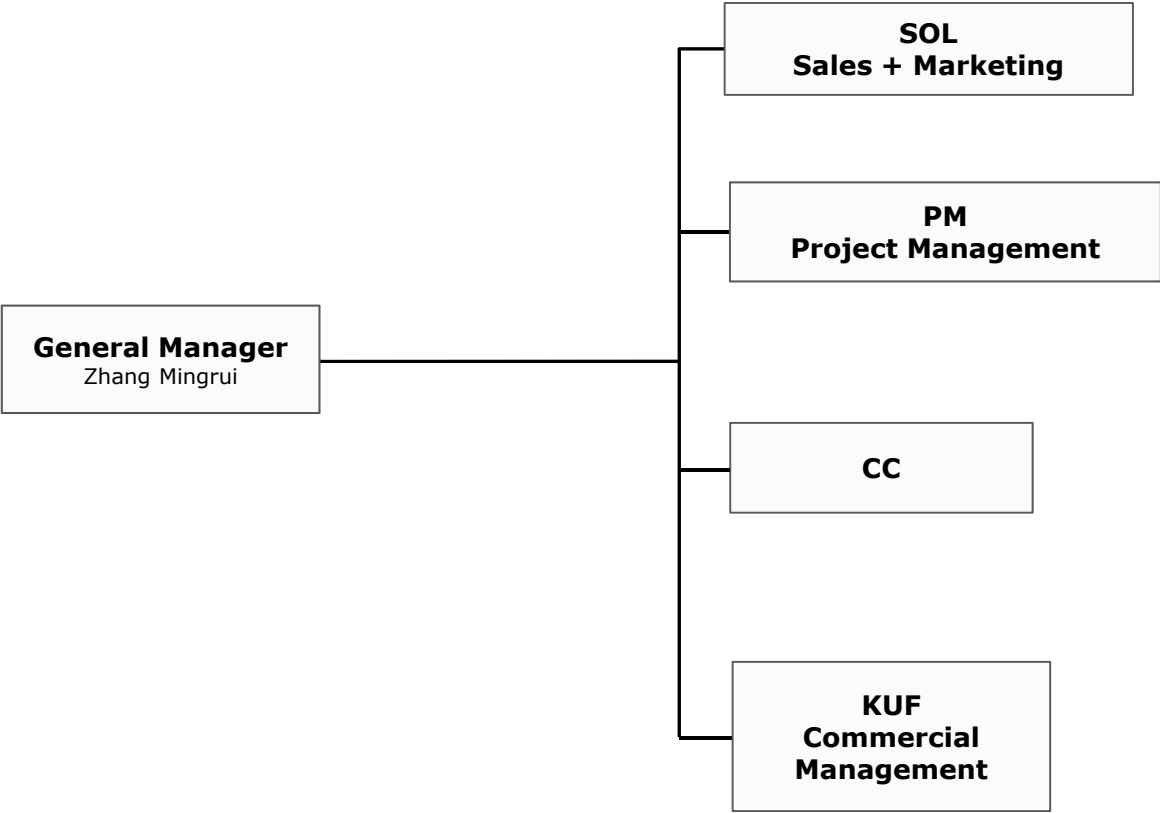 SOL
Sales + Marketing
PM
Project Management
General Manager
Zhang Mingrui
CC
KUF
Commercial
Management